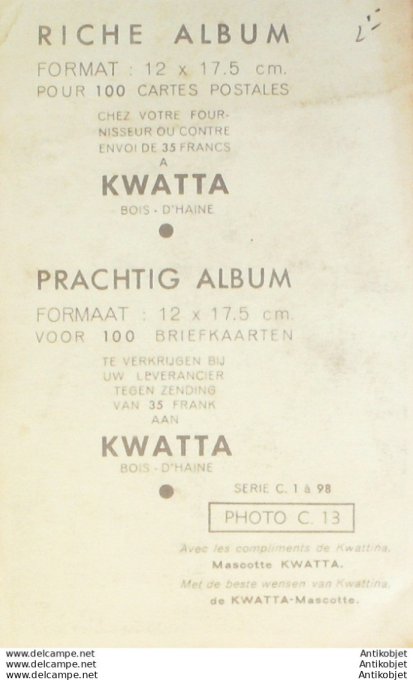 RICHE ALBUM
FORMAT : 12 x 17.5 cm.
POUR 100 CARTES POSTALES
CHEZ VOTRE FOUR-
NISSEUR OU CONTRE
ENVOI DE 35 FRANCS
A
KWATTA
BOIS - D'HAINE
PRACHTIG ALBUM
FORMAAT : 12 x 17.5 cm.
VOOR 100 BRIEFKAARTEN
TE VERKRIJGEN BIJ
UW LEVERANCIER
TEGEN ZENDING
VAN 35 FRANK
AAN
KWATTA
BOIS - D'HAINE
SERIE C. 1 à 98
PHOTO C. 13
Avec les compliments de Kwattina,
Mascotte KWATTA.
Met de beste wensen van Kwattina,
de KWATTA-Mascotte.
Antikobjet
Antikobjet
Antikobjet
www.delcampe.net
www.delcampe.net
www.delcampe.net